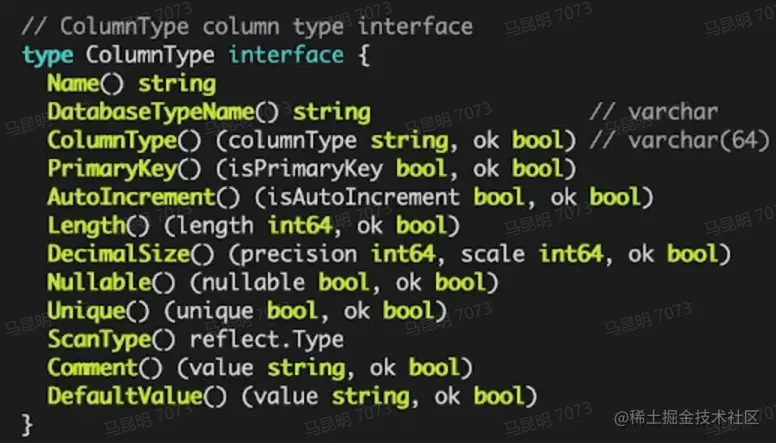 // ColumnType column type interface
type ColumnType interface {
  Name() string
  DatabaseTypeName() string                 // varchar
  ColumnType() (columnType string, ok bool) // varchar(64)
  PrimaryKey() (isPrimaryKey bool, ok bool)
  AutoIncrement() (isAutoIncrement bool, ok bool)
  Length() (length int64, ok bool)
  DecimalSize() (precision int64, scale int64, ok bool)
  Nullable() (nullable bool, ok bool)
  Unique() (unique bool, ok bool)
  ScanType() reflect.Type
  Comment() (value string, ok bool)
  DefaultValue() (value string, ok bool)
}
@稀土掘金技术社区
马昆明 7073